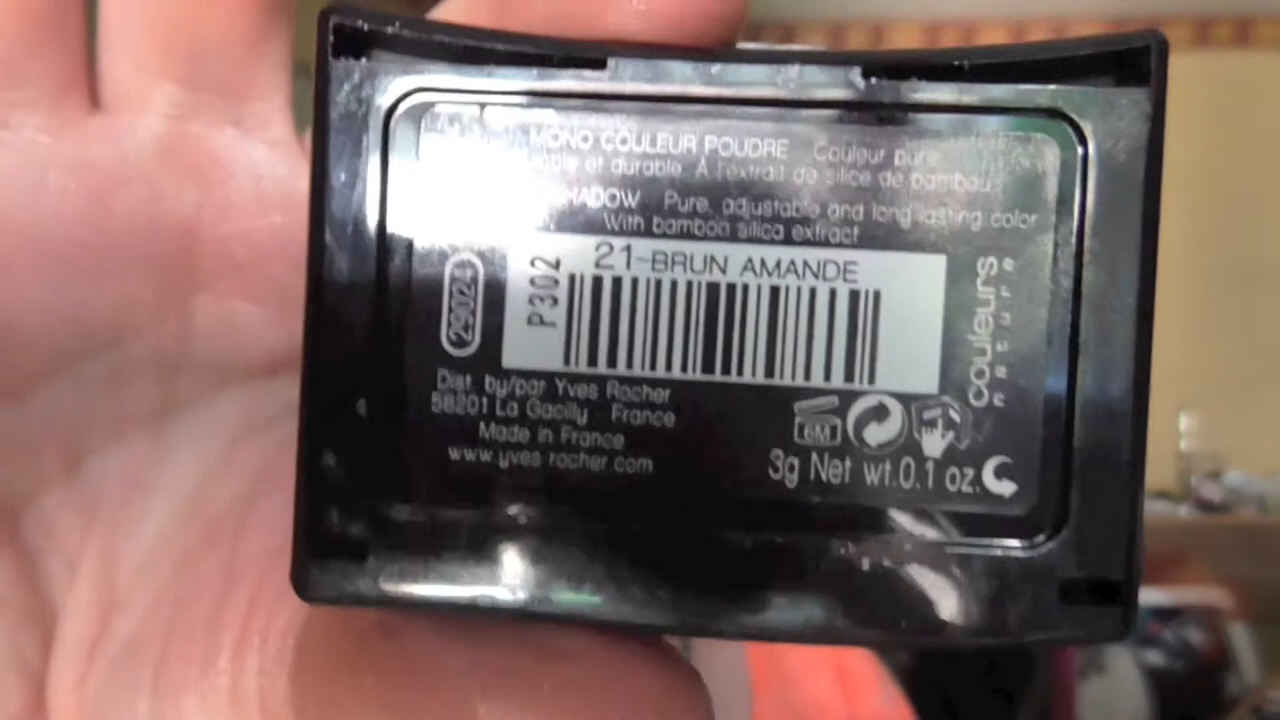 MONO COULEUR POUDRE Couleur pure
et durable. A l'extrait de silice de bambou
Pure, adjustable and long lasting color
With bamboo silica extract
21-BRUN AMANDE
P302
29024
couleurs
nature
Dist. by/par Yves Rocher
56201 La Gacilly France
Made in France
www.yves rocher.com
6M
3g Net wt.0.1 oz.